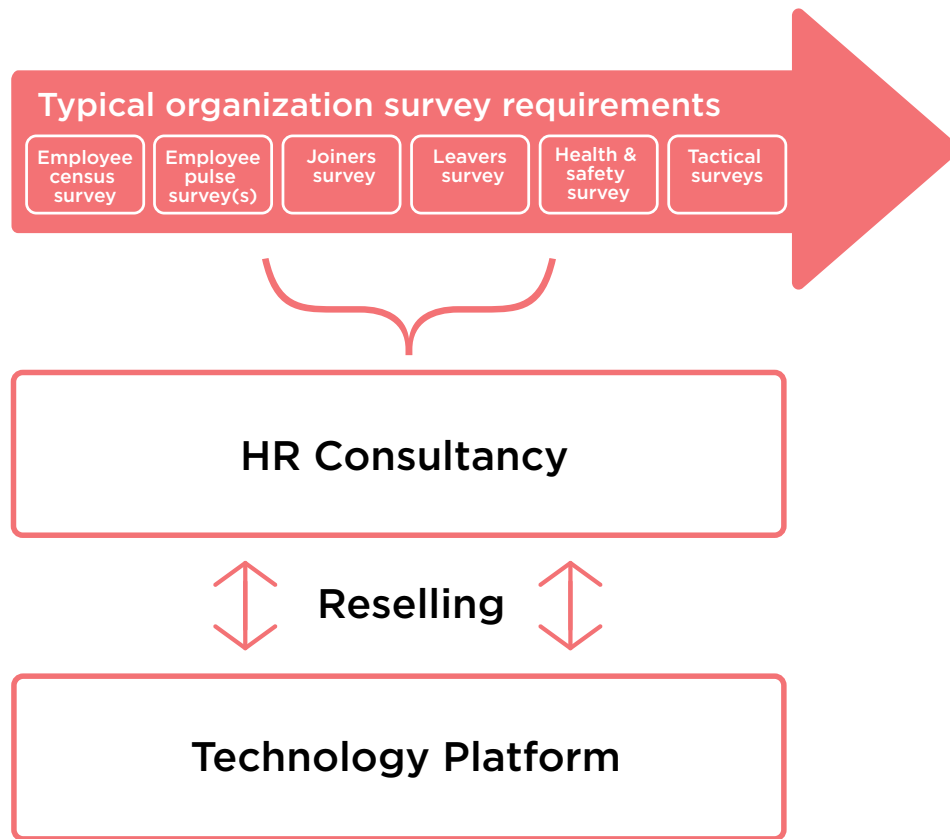 Typical organization survey requirements
Employee
census
survey
Employee
pulse
survey(s)
Joiners
survey
Leavers
survey
Health &
safety
survey
Tactical
surveys
HR Consultancy
Reselling
Technology Platform